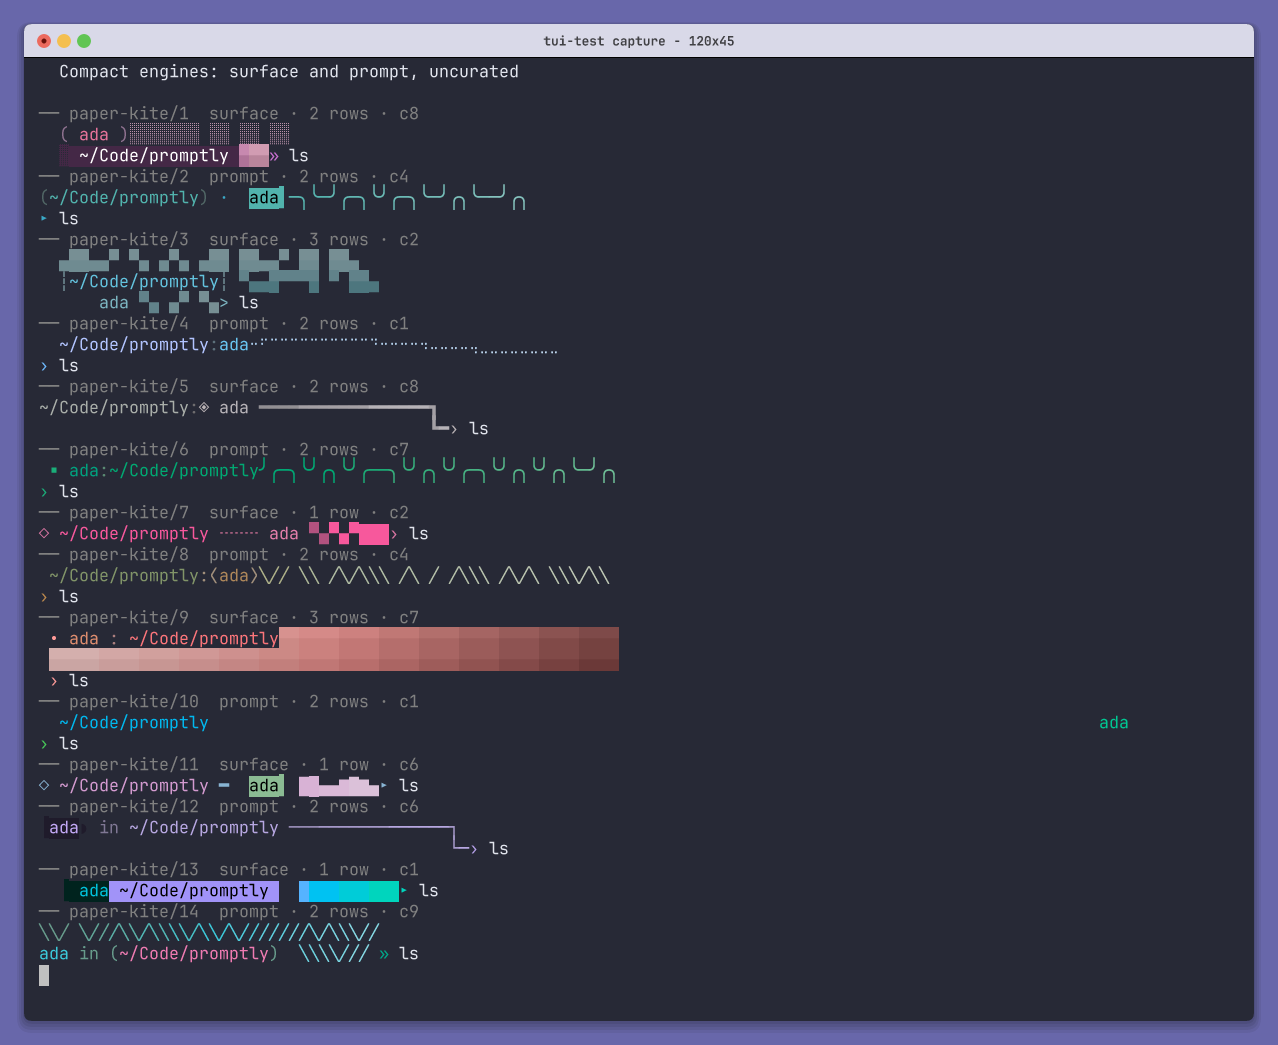 tui-test capture - 120x45
Compact engines: surface and prompt, uncurated
── paper-kite/1  surface · 2 rows · c8
( ada )
~/Code/promptly » ls
── paper-kite/2  prompt · 2 rows · c4
(~/Code/promptly) · ada
‣ ls
── paper-kite/3  surface · 3 rows · c2
┆~/Code/promptly┆
ada > ls
── paper-kite/4  prompt · 2 rows · c1
~/Code/promptly:ada
› ls
── paper-kite/5  surface · 2 rows · c8
~/Code/promptly:◈ ada
› ls
── paper-kite/6  prompt · 2 rows · c7
▪ ada:~/Code/promptly
› ls
── paper-kite/7  surface · 1 row · c2
◇ ~/Code/promptly ┄┄┄┄ ada › ls
── paper-kite/8  prompt · 2 rows · c4
~/Code/promptly:⟨ada⟩╲╱╱ ╲╲ ╱╲╱╲╲╲ ╱╲ ╱ ╱╲╲╲ ╱╲╱╲ ╲╲╲╱╲╲
› ls
── paper-kite/9  surface · 3 rows · c7
• ada : ~/Code/promptly
› ls
── paper-kite/10  prompt · 2 rows · c1
~/Code/promptly ada
› ls
── paper-kite/11  surface · 1 row · c6
◇ ~/Code/promptly ━ ada ‣ ls
── paper-kite/12  prompt · 2 rows · c6
ada in ~/Code/promptly
› ls
── paper-kite/13  surface · 1 row · c1
ada ~/Code/promptly ‣ ls
── paper-kite/14  prompt · 2 rows · c9
╲╲╱ ╲╱╱╱╲╲╱╲╲╲╲╱╲╲╱╲╱╱╱╱╱╱╱╲╱╲╲╲╱╱
ada in (~/Code/promptly) ╲╲╲╲╱╱╱ » ls